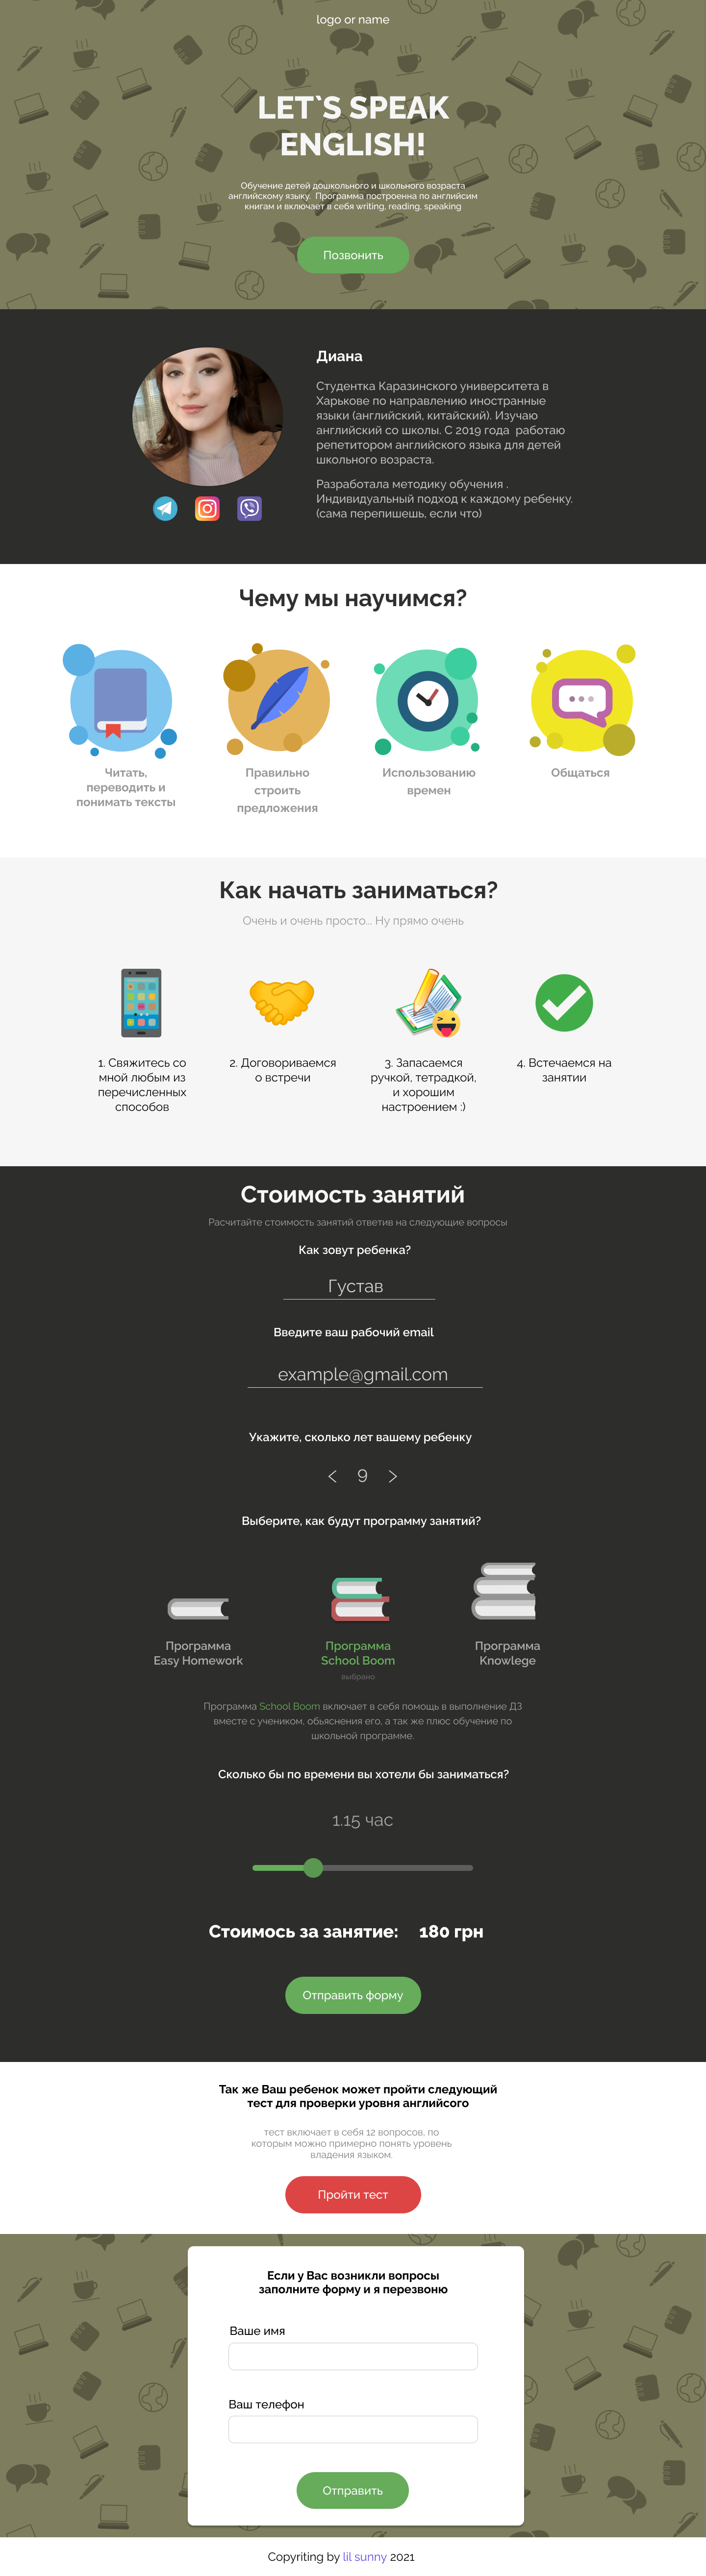 logo or name
LET`S SPEAK
ENGLISH!
Обучение детей дошкольного и школьного возраста
английскому языку. Программа построенна по английсим
книгам и включает в себя writing, reading, speaking
Позвонить
Диана
Студентка Каразинского университета в
Харькове по направлению иностранные
языки (английский, китайский). Изучаю
английский со школы. С 2019 года работаю
репетитором английского языка для детей
школьного возраста.
Разработала методику обучения .
Индивидуальный подход к каждому ребенку.
(сама перепишешь, если что)
Чему мы научимся?
Читать,
переводить и
понимать тексты
Правильно
строить
предложения
Использованию
времен
Общаться
Как начать заниматься?
Очень и очень просто... Ну прямо очень
1. Свяжитесь со
мной любым из
перечисленных
способов
2. Договориваемся
о встречи
3. Запасаемся
ручкой, тетрадкой,
и хорошим
настроением :)
4. Встечаемся на
занятии
Стоимость занятий
Расчитайте стоимость занятий ответив на следующие вопросы
Как зовут ребенка?
Густав
Введите ваш рабочий email
example@gmail.com
Укажите, сколько лет вашему ребенку
< 9 >
Выберите, как будут программу занятий?
Программа
Easy Homework
Программа
School Boom
выбрано
Программа
Knowlege
Программа School Boom включает в себя помощь в выполнение ДЗ
вместе с учеником, обьяснения его, а так же плюс обучение по
школьной программе.
Сколько бы по времени вы хотели бы заниматься?
1.15 час
Стоимось за занятие: 180 грн
Отправить форму
Так же Ваш ребенок может пройти следующий
тест для проверки уровня английсого
тест включает в себя 12 вопросов, по
которым можно примерно понять уровень
владения языком.
Пройти тест
Если у Вас возникли вопросы
заполните форму и я перезвоню
Ваше имя
Ваш телефон
Отправить
Copyriting by lil sunny 2021